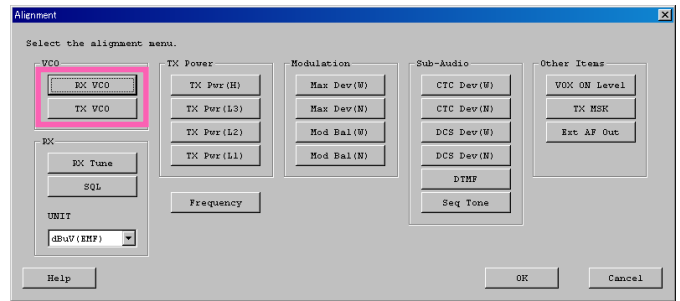 Alignment
Select the alignment menu.
VCO
RX VCO
TX VCO
RX
RX Tune
SQL
UNIT
dBuV(EMF)
TX Power
TX Pwr(H)
TX Pwr(L3)
TX Pwr(L2)
TX Pwr(L1)
Frequency
Modulation
Max Dev(W)
Max Dev(N)
Mod Bal(W)
Mod Bal(N)
Sub-Audio
CTC Dev(W)
CTC Dev(N)
DCS Dev(W)
DCS Dev(N)
DTMF
Seq Tone
Other Items
VOX ON Level
TX MSK
Ext AF Out
Help
OK
Cancel